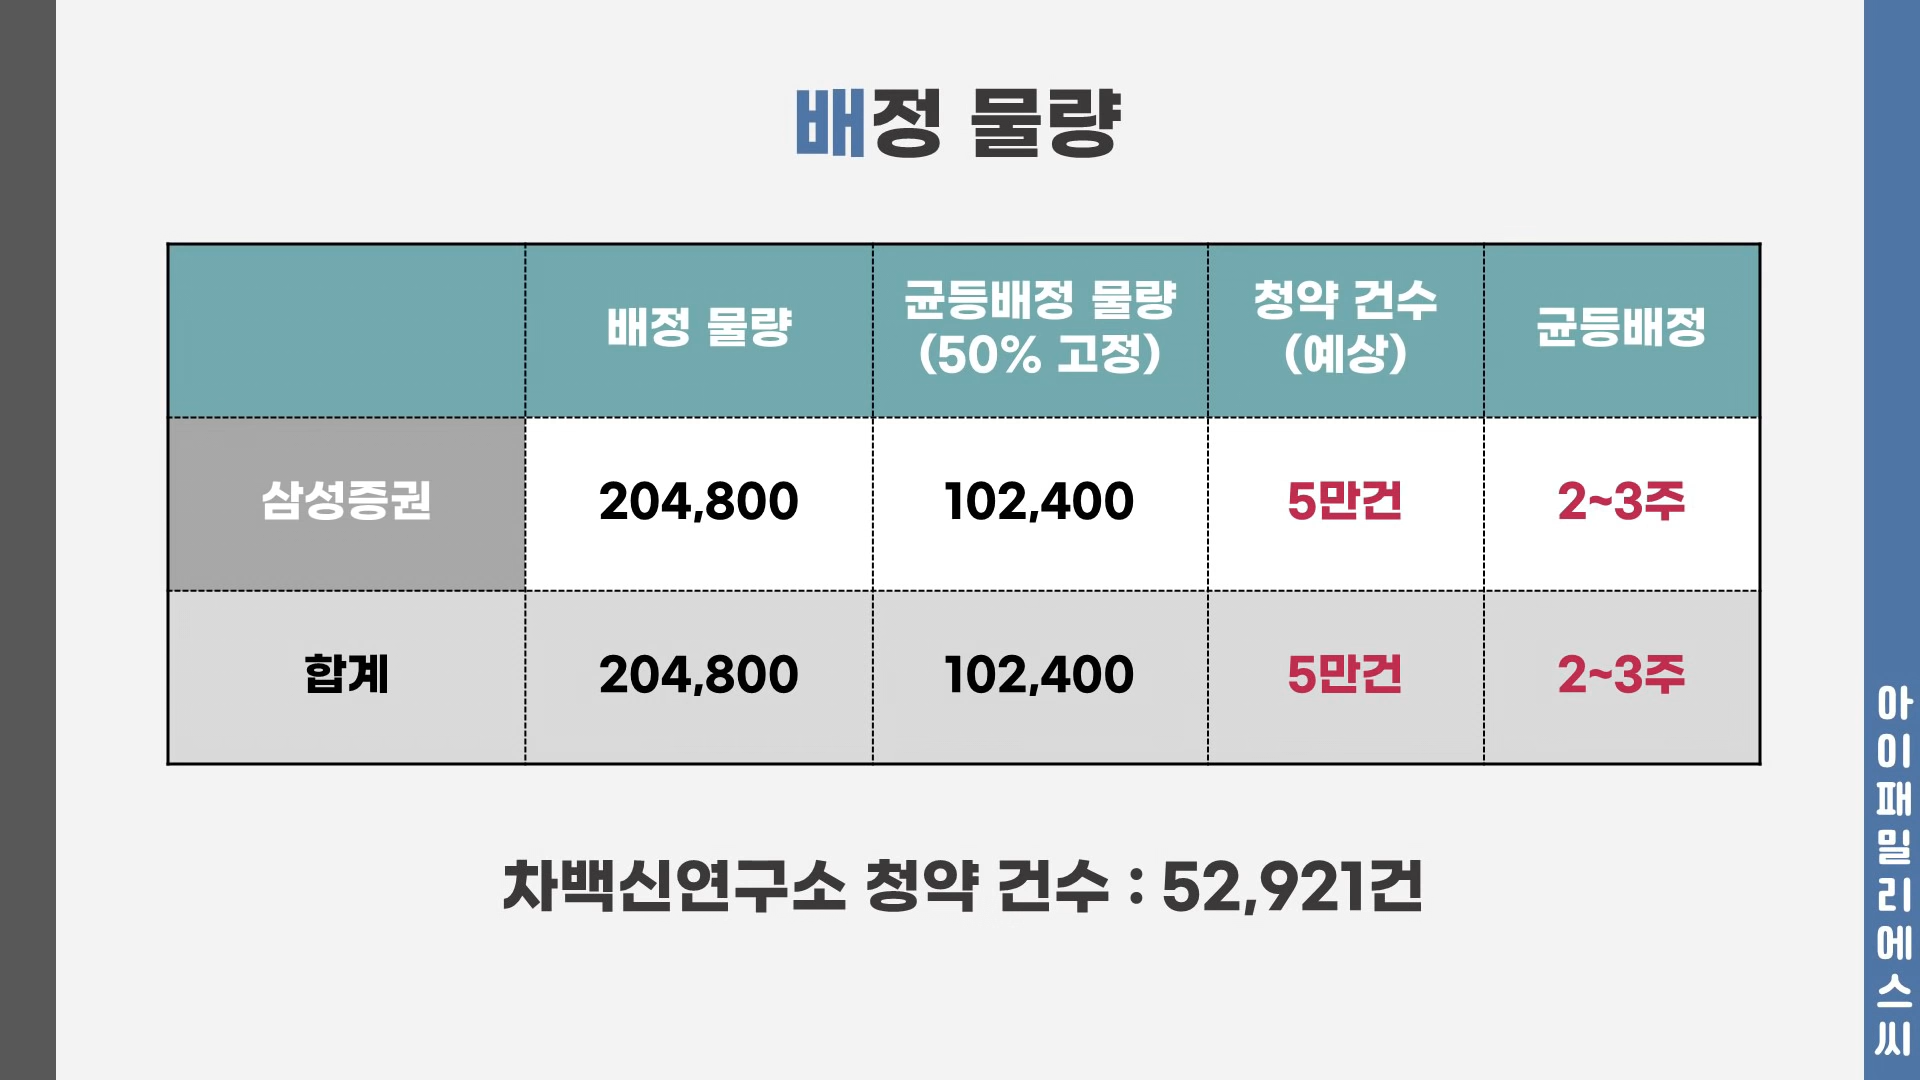 배정 물량
배정 물량
균등배정 물량
(50% 고정)
청약 건수
(예상)
균등배정
삼성증권
204,800
102,400
5만건
2~3주
합계
204,800
102,400
5만건
2~3주
차백신연구소 청약 건수 : 52,921건
아이패밀리에스씨